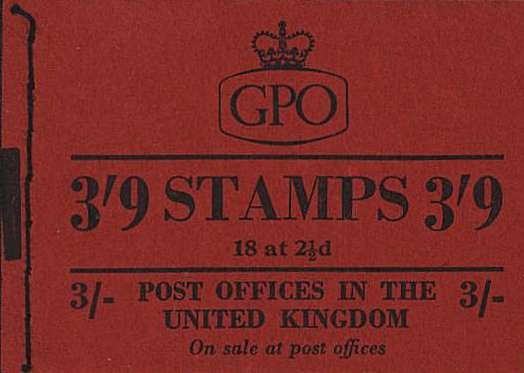 GPO
3'9 STAMPS 3'9
18 at 2½d
3/- POST OFFICES IN THE 3/-
UNITED KINGDOM
On sale at post offices